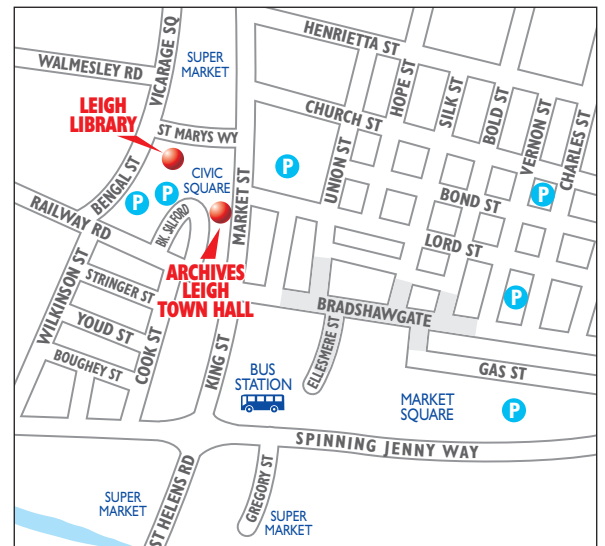 HENRIETTA ST
VICARAGE SQ
SUPER
MARKET
WALMESLEY RD
HOPE ST
SILK ST
BOLD ST
VERNON ST
CHARLES ST
LEIGH
LIBRARY
CHURCH ST
ST MARYS WY
UNION ST
BENGAL ST
CIVIC
SQUARE
P
P
P
P
BOND ST
MARKET ST
RAILWAY RD
BK. SALFORD
LORD ST
ARCHIVES
LEIGH
TOWN HALL
WILKINSON ST
STRINGER ST
P
BRADSHAWGATE
YOUD ST
COOK ST
KING ST
ELLESMERE ST
BOUGHEY ST
BUS
STATION
GAS ST
MARKET
SQUARE
P
SPINNING JENNY WAY
ST HELENS RD
GREGORY ST
SUPER
MARKET
SUPER
MARKET